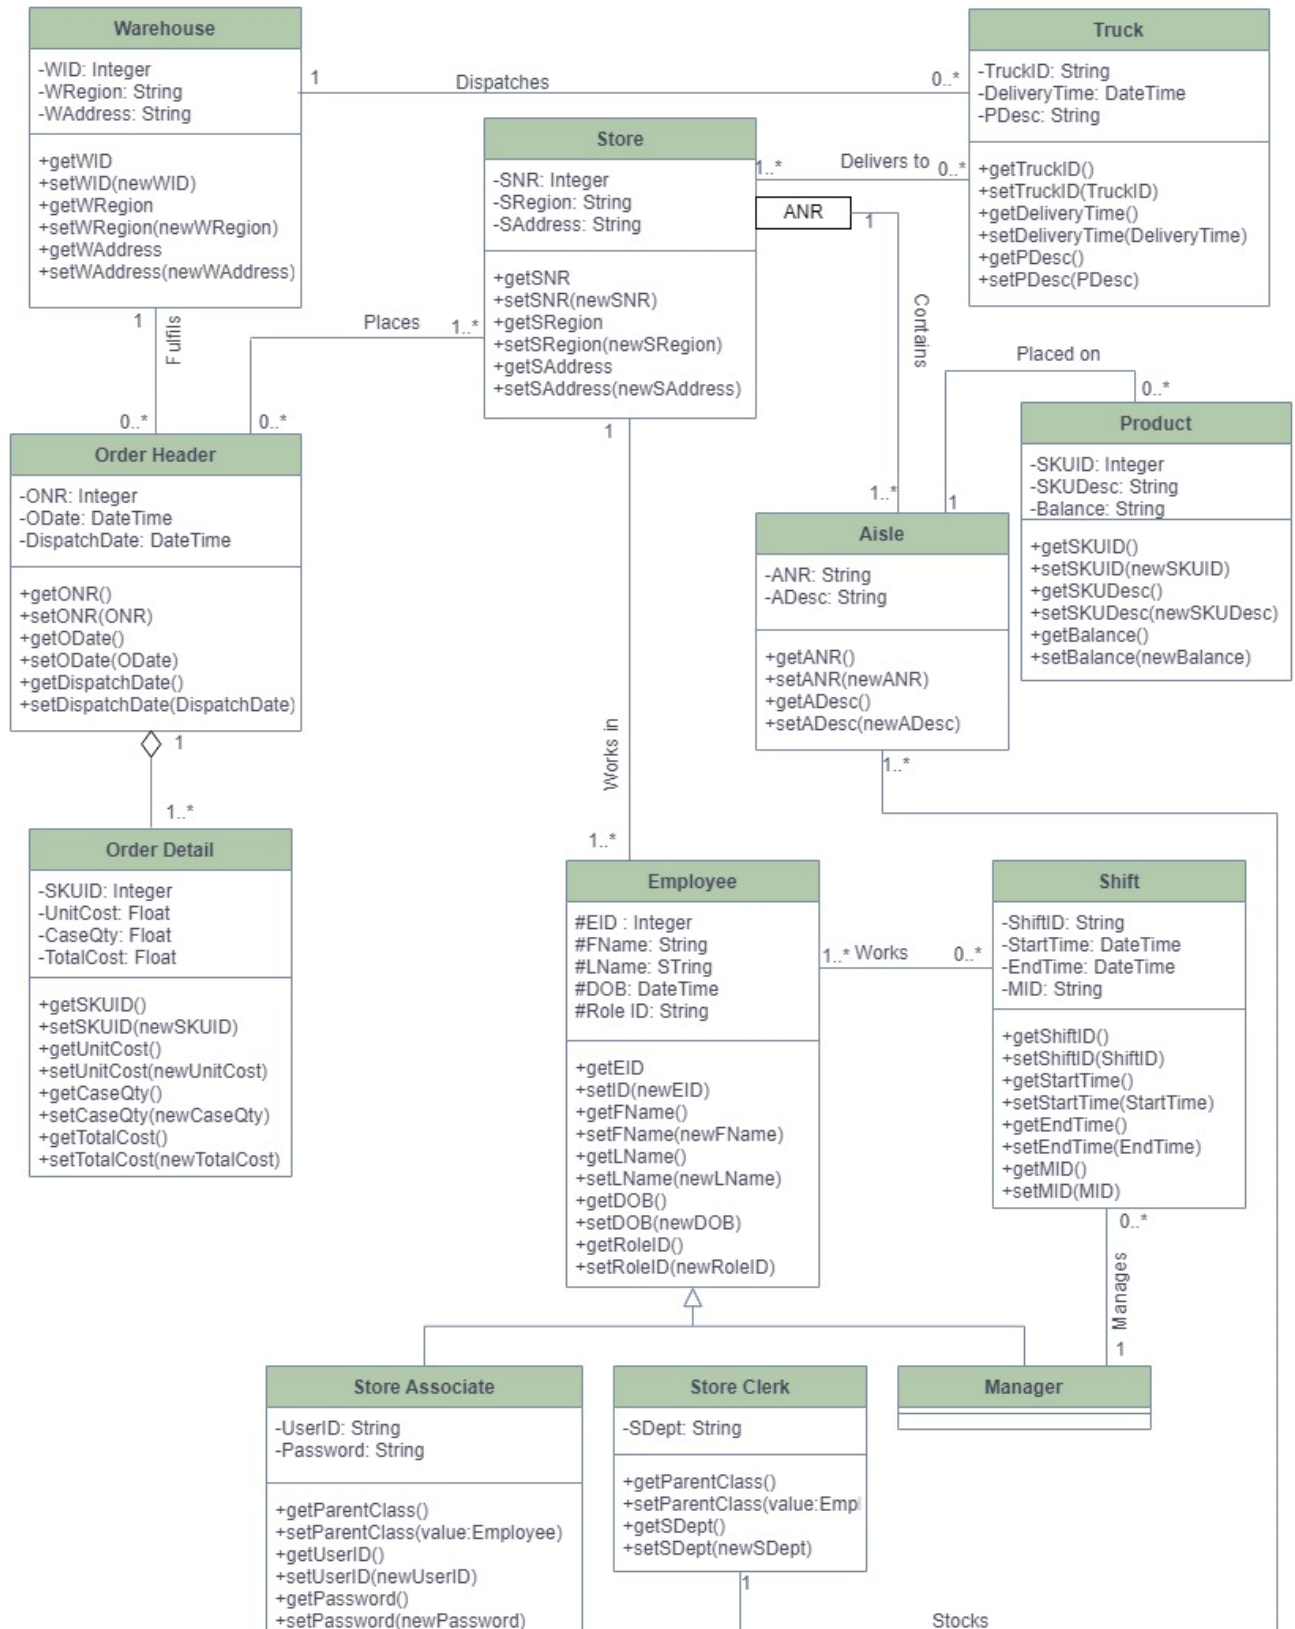 Warehouse
-WID: Integer
-WRegion: String
-WAddress: String
+getWID
+setWID(newWID)
+getWRegion
+setWRegion(newWRegion)
+getWAddress
+setWAddress(newWAddress)
1
Dispatches
0..*
Truck
-TruckID: String
-DeliveryTime: DateTime
-PDesc: String
+getTruckID()
+setTruckID(TruckID)
+getDeliveryTime()
+setDeliveryTime(DeliveryTime)
+getPDesc()
+setPDesc(PDesc)
Store
-SNR: Integer
-SRegion: String
-SAddress: String
+getSNR
+setSNR(newSNR)
+getSRegion
+setSRegion(newSRegion)
+getSAddress
+setSAddress(newSAddress)
1..*
Delivers to
0..*
ANR
1
Contains
1..*
1
Fulfils
0..*
Places
1..*
0..*
Placed on
0..*
1
Product
-SKUID: Integer
-SKUDesc: String
-Balance: String
+getSKUID()
+setSKUID(newSKUID)
+getSKUDesc()
+setSKUDesc(newSKUDesc)
+getBalance()
+setBalance(newBalance)
Order Header
-ONR: Integer
-ODate: DateTime
-DispatchDate: DateTime
+getONR()
+setONR(ONR)
+getODate()
+setODate(ODate)
+getDispatchDate()
+setDispatchDate(DispatchDate)
1
1..*
Aisle
-ANR: String
-ADesc: String
+getANR()
+setANR(newANR)
+getADesc()
+setADesc(newADesc)
1..*
1
Works in
1..*
Order Detail
-SKUID: Integer
-UnitCost: Float
-CaseQty: Float
-TotalCost: Float
+getSKUID()
+setSKUID(newSKUID)
+getUnitCost()
+setUnitCost(newUnitCost)
+getCaseQty()
+setCaseQty(newCaseQty)
+getTotalCost()
+setTotalCost(newTotalCost)
Employee
#EID : Integer
#FName: String
#LName: STring
#DOB: DateTime
#Role ID: String
+getEID
+setID(newEID)
+getFName()
+setFName(newFName)
+getLName()
+setLName(newLName)
+getDOB()
+setDOB(newDOB)
+getRoleID()
+setRoleID(newRoleID)
1..* Works
0..*
Shift
-ShiftID: String
-StartTime: DateTime
-EndTime: DateTime
-MID: String
+getShiftID()
+setShiftID(ShiftID)
+getStartTime()
+setStartTime(StartTime)
+getEndTime()
+setEndTime(EndTime)
+getMID()
+setMID(MID)
0..*
Manages
1
Store Associate
-UserID: String
-Password: String
+getParentClass()
+setParentClass(value:Employee)
+getUserID()
+setUserID(newUserID)
+getPassword()
+setPassword(newPassword)
Store Clerk
-SDept: String
+getParentClass()
+setParentClass(value:Empl
+getSDept()
+setSDept(newSDept)
1
Manager
Stocks